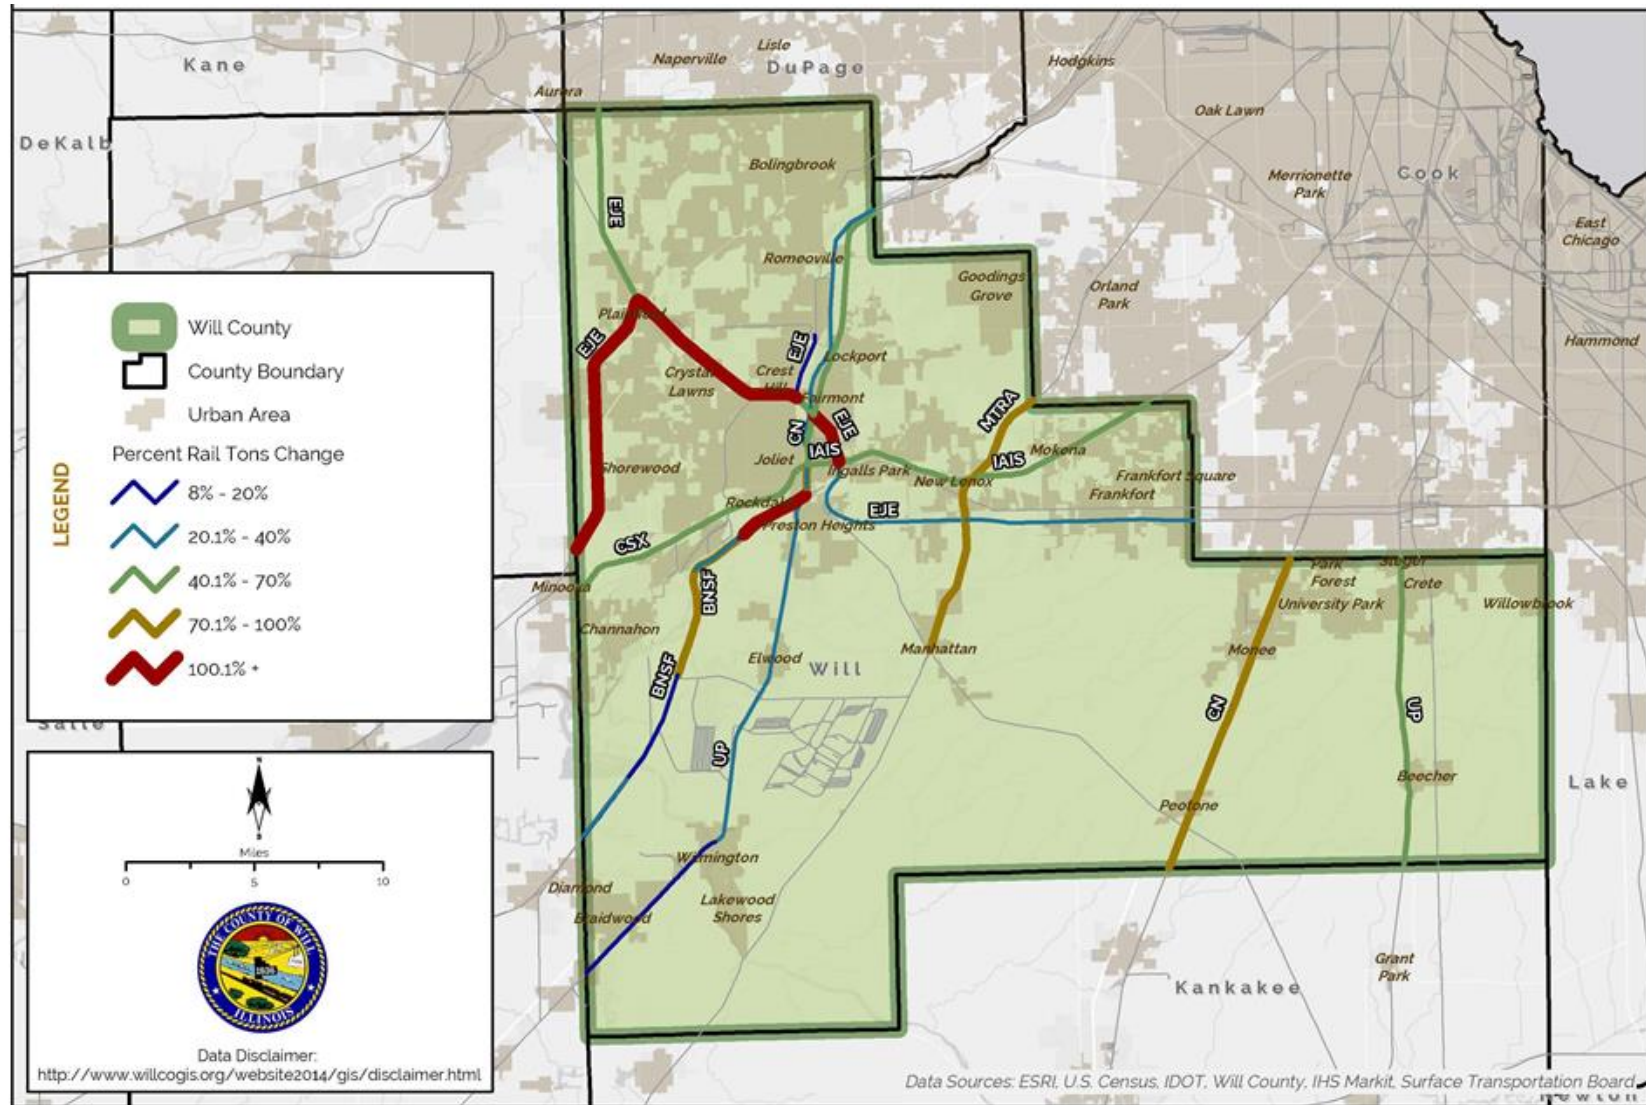 Kane
Naperville
Lisle
DuPage
Hodgkins
Aurora
Oak Lawn
DeKalb
Bolingbrook
Merrionette
Park
Cook
EJE
East
Chicago
Romeoville
Goodings
Grove
Orland
Park
Plainfield
EJE
EJE
Lockport
Hammond
Crystal
Lawns
Crest
Hill
Fairmont
EJE
CN
MTRA
IAIS
Joliet
Ingalls Park
IAIS
Mokena
Shorewood
New Lenox
Frankfort Square
Frankfort
Rockdale
Preston Heights
EJE
CSX
Minooka
BNSF
Park
Forest
Steger
Crete
University Park
Willowbrook
Channahon
Manhattan
Monee
Elwood
Will
BNSF
CN
UP
UP
Beecher
Lake
Peotone
Wilmington
Diamond
Braidwood
Lakewood
Shores
Grant
Park
Kankakee
LEGEND
Will County
County Boundary
Urban Area
Percent Rail Tons Change
8% - 20%
20.1% - 40%
40.1% - 70%
70.1% - 100%
100.1% +
Salle
N
S
Miles
0 5 10
THE COUNTY OF WILL
1836
ILLINOIS
Data Disclaimer:
http://www.willcogis.org/website2014/gis/disclaimer.html
Data Sources: ESRI, U.S. Census, IDOT, Will County, IHS Markit, Surface Transportation Board
Newton